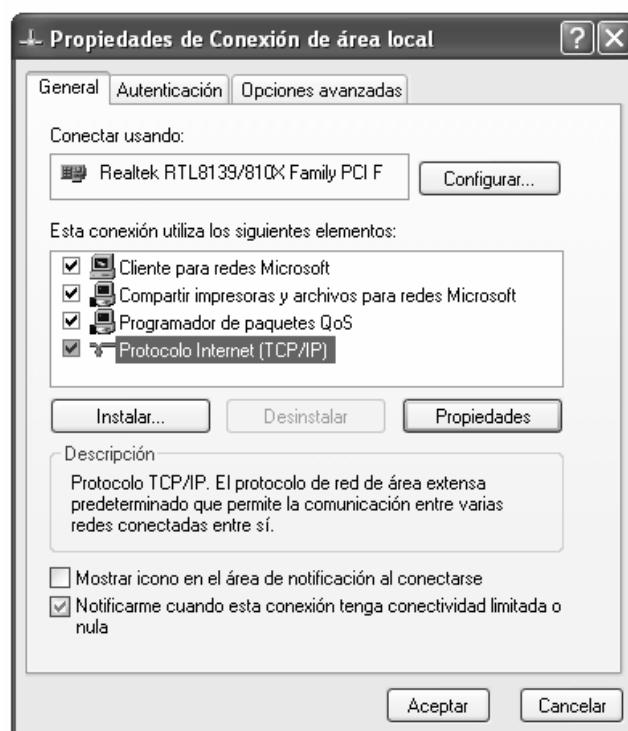 Propiedades de Conexión de área local
General
Autenticación
Opciones avanzadas
Conectar usando:
Realtek RTL8139/810X Family PCI F
Configurar...
Esta conexión utiliza los siguientes elementos:
Cliente para redes Microsoft
Compartir impresoras y archivos para redes Microsoft
Programador de paquetes QoS
Protocolo Internet (TCP/IP)
Instalar...
Desinstalar
Propiedades
Descripción
Protocolo TCP/IP. El protocolo de red de área extensa
predeterminado que permite la comunicación entre varias
redes conectadas entre sí.
Mostrar icono en el área de notificación al conectarse
Notificarme cuando esta conexión tenga conectividad limitada o
nula
Aceptar
Cancelar